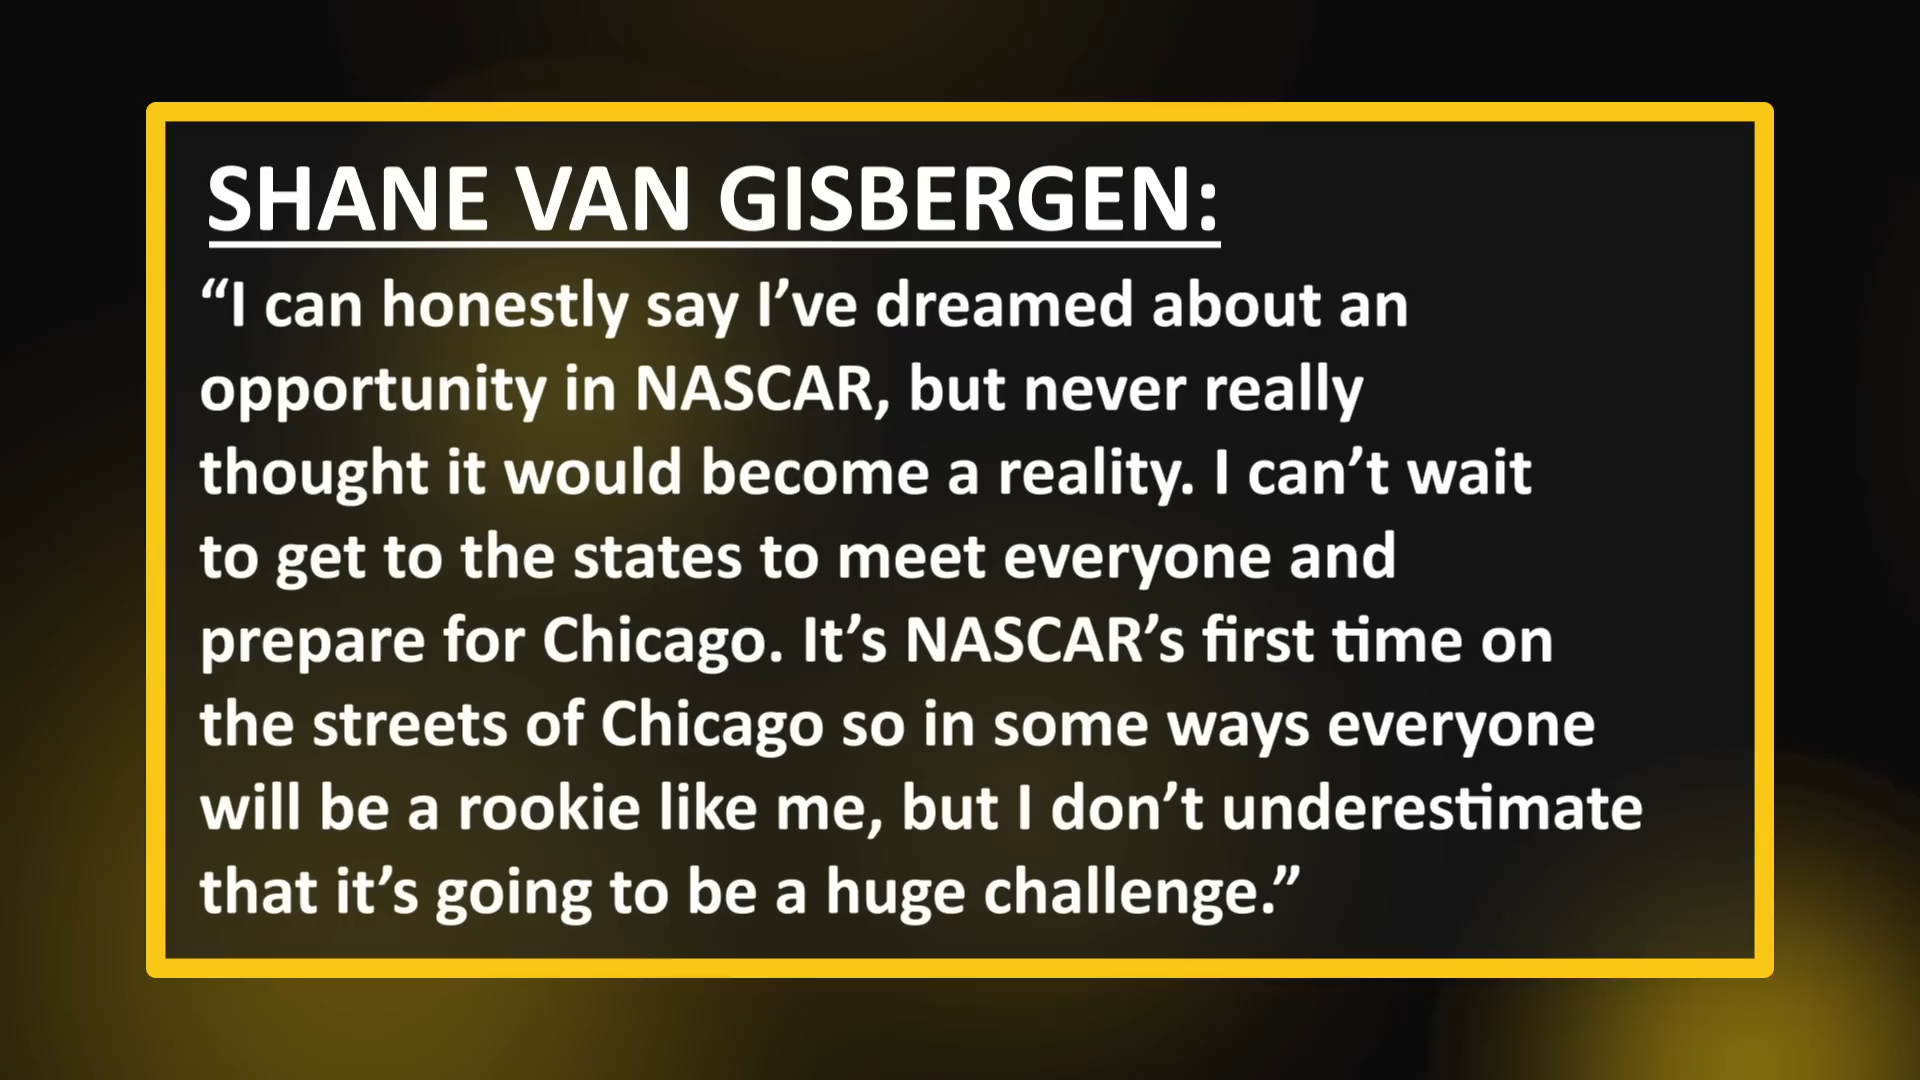 SHANE VAN GISBERGEN:
“I can honestly say I’ve dreamed about an
opportunity in NASCAR, but never really
thought it would become a reality. I can’t wait
to get to the states to meet everyone and
prepare for Chicago. It’s NASCAR’s first time on
the streets of Chicago so in some ways everyone
will be a rookie like me, but I don’t underestimate
that it’s going to be a huge challenge.”